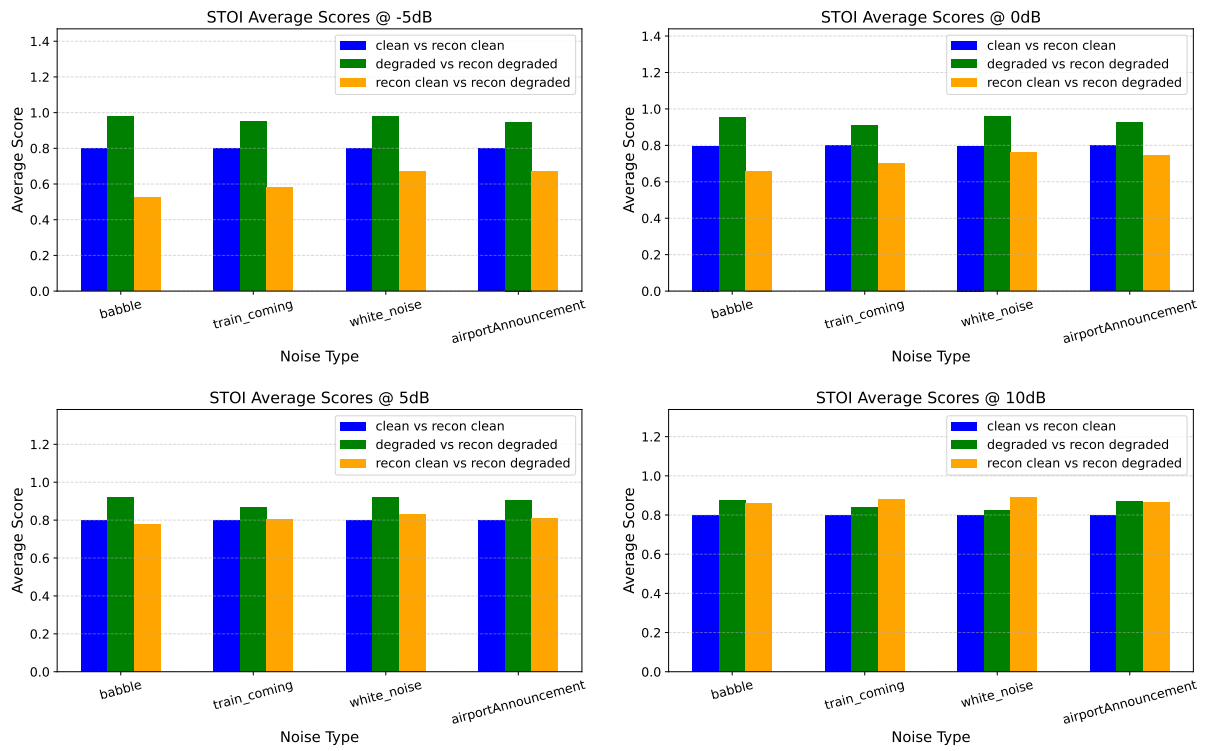 STOI Average Scores @ -5dB
Average Score
1.4
1.2
1.0
0.8
0.6
0.4
0.2
0.0
clean vs recon clean
degraded vs recon degraded
recon clean vs recon degraded
babble
train_coming
white_noise
airportAnnouncement
Noise Type
STOI Average Scores @ 0dB
Average Score
1.4
1.2
1.0
0.8
0.6
0.4
0.2
0.0
clean vs recon clean
degraded vs recon degraded
recon clean vs recon degraded
babble
train_coming
white_noise
airportAnnouncement
Noise Type
STOI Average Scores @ 5dB
Average Score
1.2
1.0
0.8
0.6
0.4
0.2
0.0
clean vs recon clean
degraded vs recon degraded
recon clean vs recon degraded
babble
train_coming
white_noise
airportAnnouncement
Noise Type
STOI Average Scores @ 10dB
Average Score
1.2
1.0
0.8
0.6
0.4
0.2
0.0
clean vs recon clean
degraded vs recon degraded
recon clean vs recon degraded
babble
train_coming
white_noise
airportAnnouncement
Noise Type